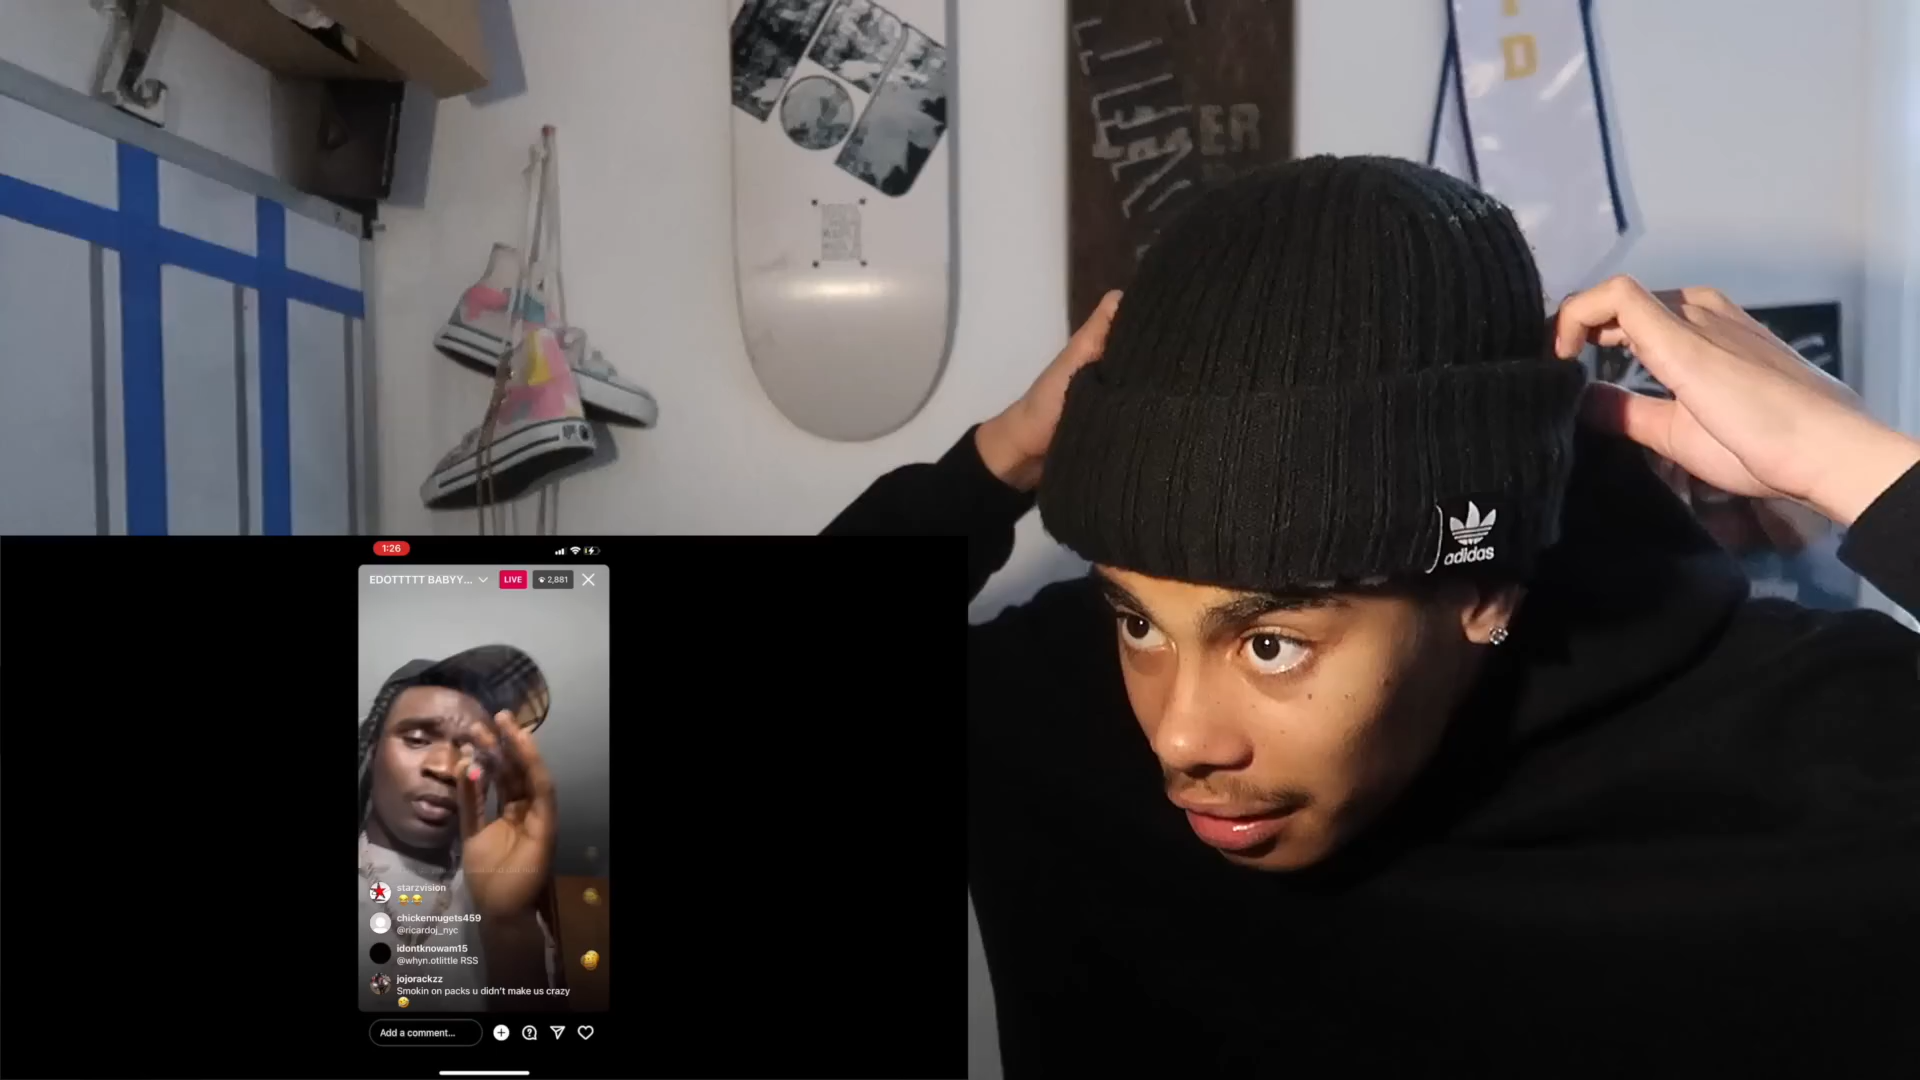 ER
D
adidas
1:26
EDOTTTTT BABYY... LIVE 2,881
starzvision
😂😂
chickennugets459
@ricardoj_nyc
idontknowam15
@whyn.otlittle RSS
jojorackzz
Smokin on packs u didn't make us crazy
🤣
Add a comment...